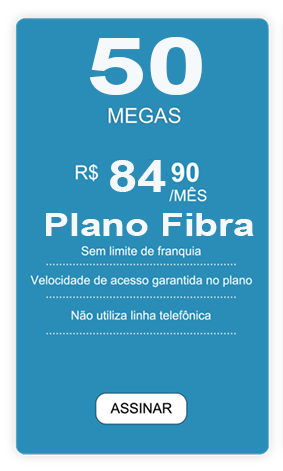 50
MEGAS
R$ 84 90
/MÊS
Plano Fibra
Sem limite de franquia
Velocidade de acesso garantida no plano
Não utiliza linha telefônica
ASSINAR